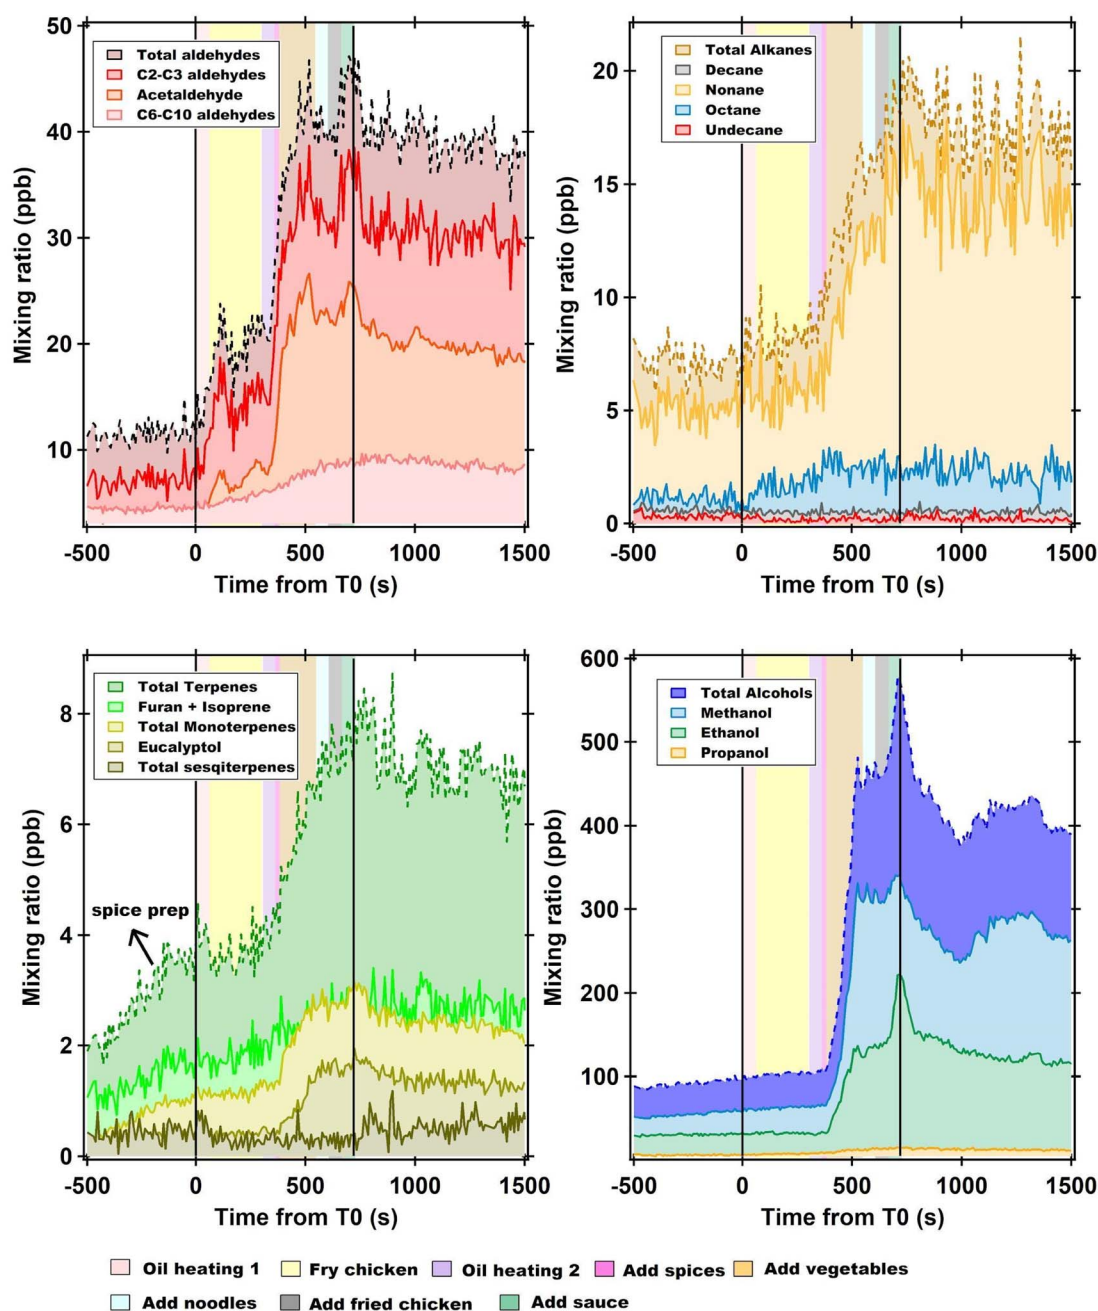 50
40
30
20
10
Mixing ratio (ppb)
Total aldehydes
C2-C3 aldehydes
Acetaldehyde
C6-C10 aldehydes
-500 0 500 1000 1500
Time from T0 (s)
20
15
10
5
0
Mixing ratio (ppb)
Total Alkanes
Decane
Nonane
Octane
Undecane
-500 0 500 1000 1500
Time from T0 (s)
8
6
4
2
0
Mixing ratio (ppb)
Total Terpenes
Furan + Isoprene
Total Monoterpenes
Eucalyptol
Total sesqiterpenes
spice prep
-500 0 500 1000 1500
Time from T0 (s)
600
500
400
300
200
100
Mixing ratio (ppb)
Total Alcohols
Methanol
Ethanol
Propanol
-500 0 500 1000 1500
Time from T0 (s)
Oil heating 1 Fry chicken Oil heating 2 Add spices Add vegetables
Add noodles Add fried chicken Add sauce